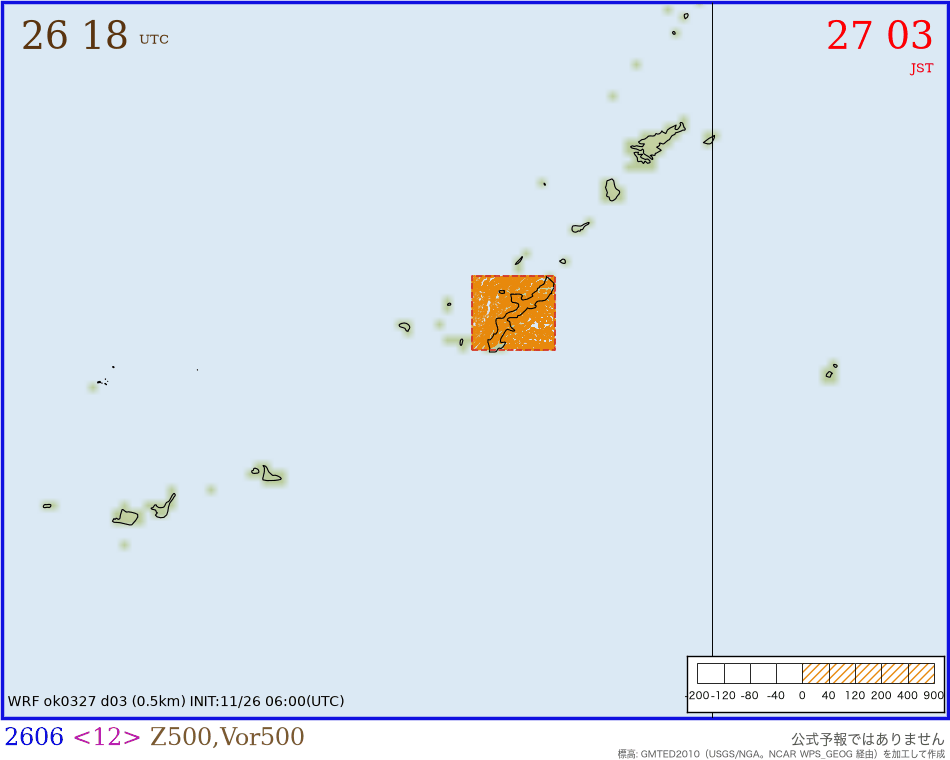 26 18 UTC
27 03
JST
-200 -120 -80 -40 0 40 120 200 400 900
WRF ok0327 d03 (0.5km) INIT:11/26 06:00(UTC)
2606 <12> Z500,Vor500
公式予報ではありません
標高: GMTED2010（USGS/NGA。NCAR WPS_GEOG 経由）を加工して作成